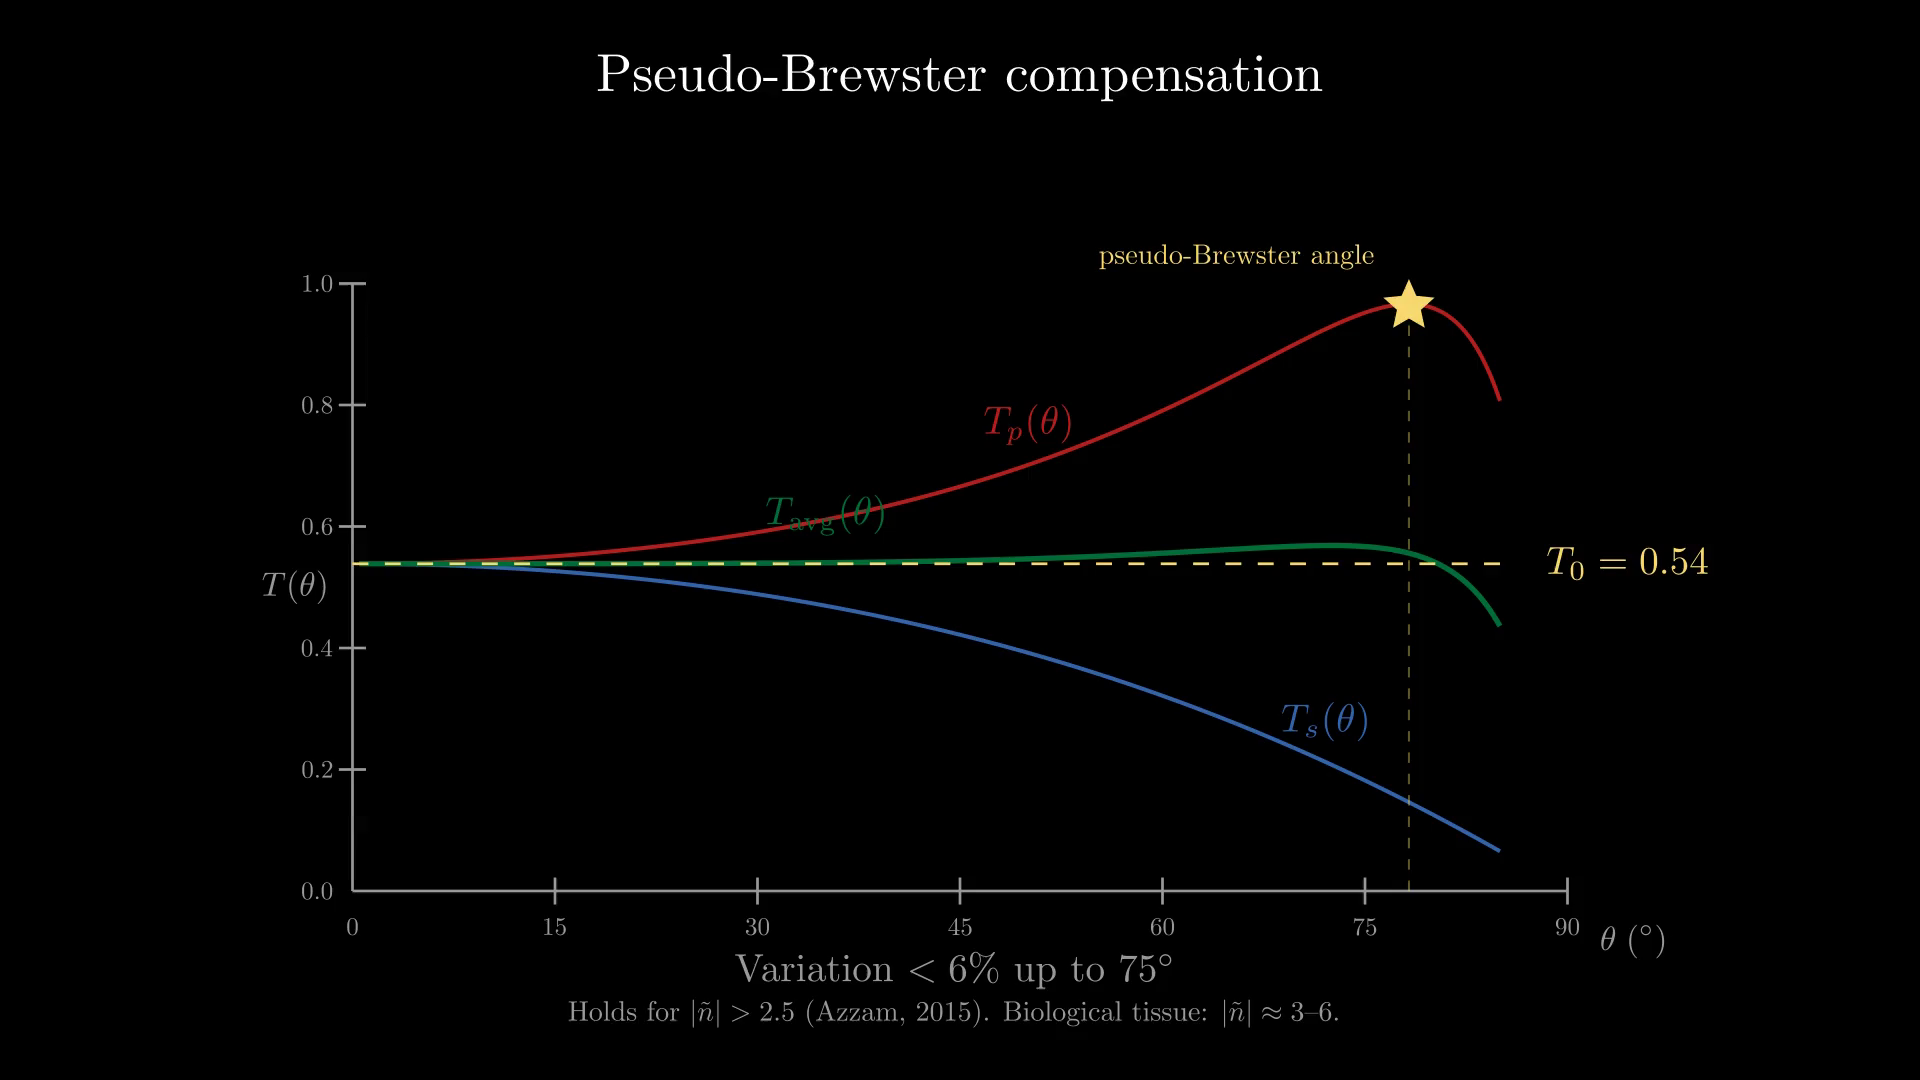 Pseudo-Brewster compensation
pseudo-Brewster angle
1.0
0.8
T_p(θ)
T_avg(θ)
0.6
T_0 = 0.54
T(θ)
0.4
T_s(θ)
0.2
0.0
0 15 30 45 60 75 90
θ (°)
Variation < 6% up to 75°
Holds for |ñ| > 2.5 (Azzam, 2015). Biological tissue: |ñ| ≈ 3–6.